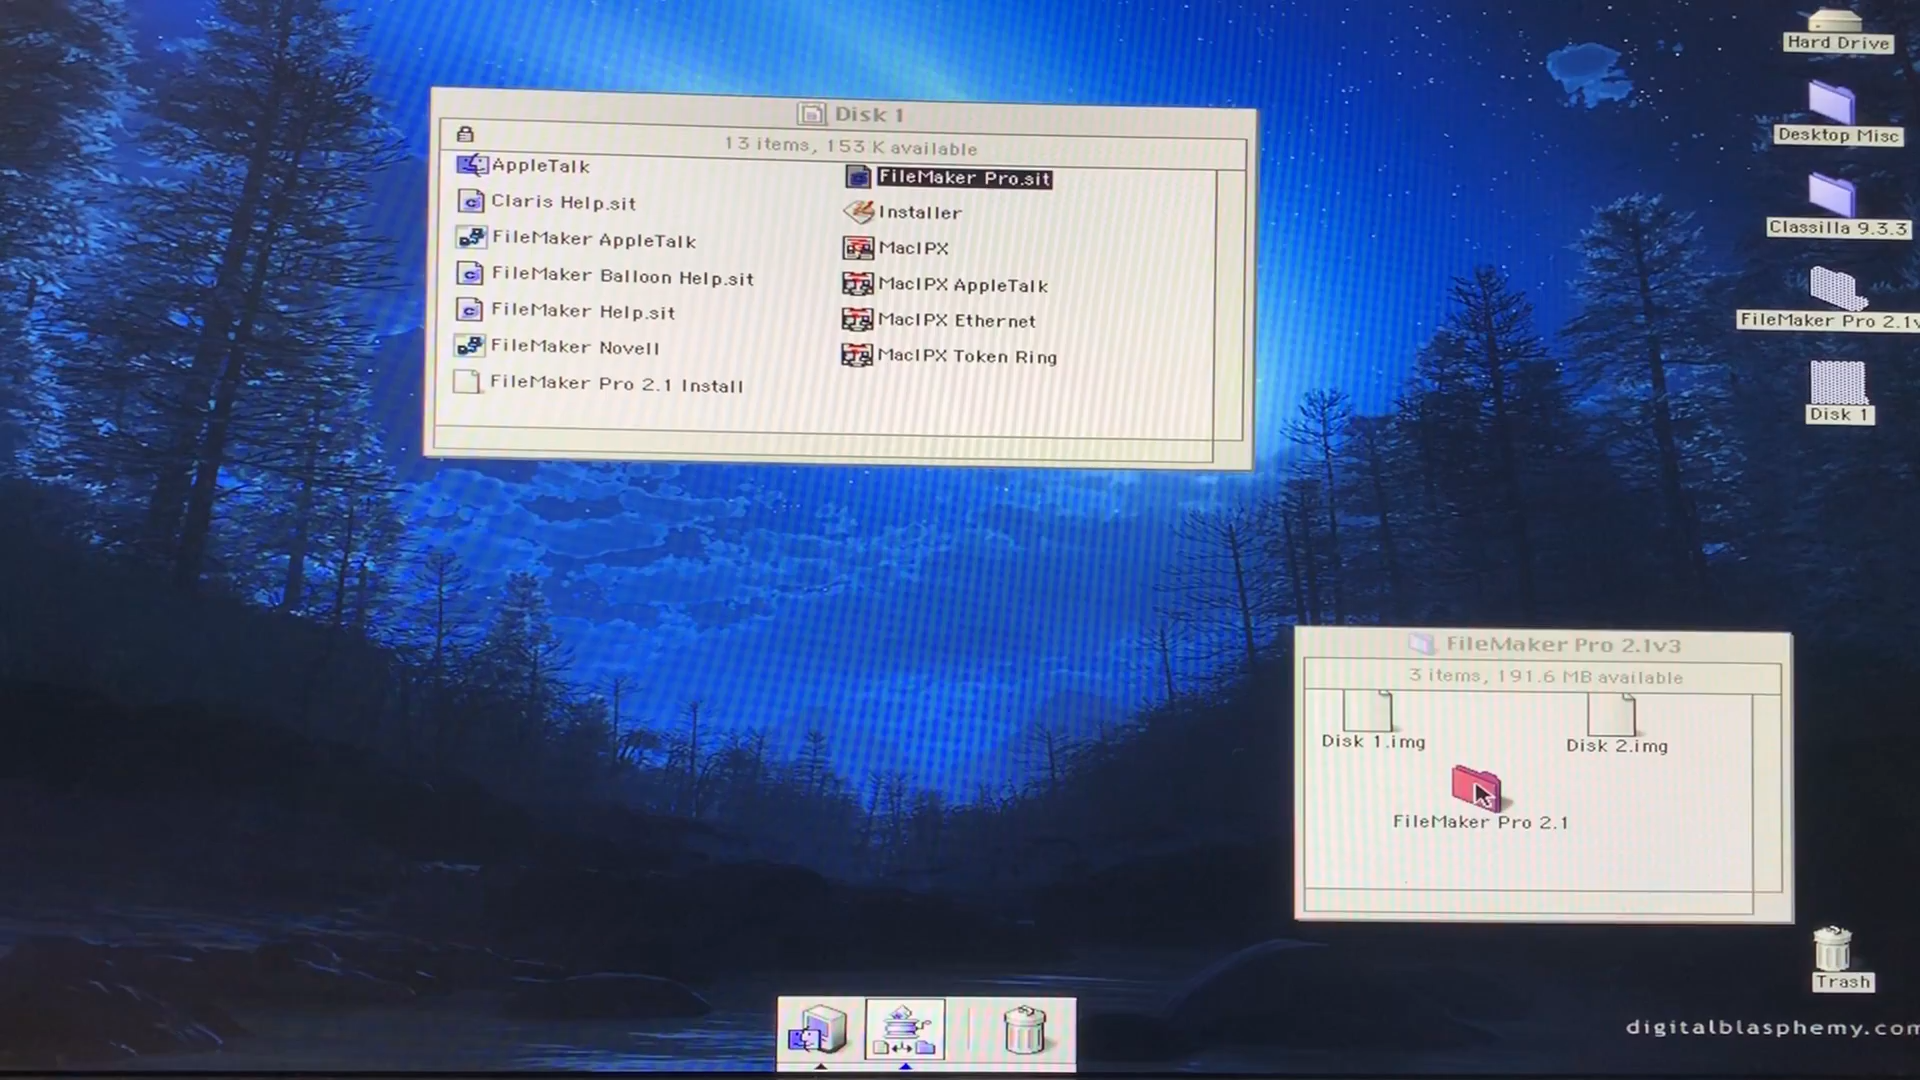 Hard Drive
Desktop Misc
Classilla 9.3.3
FileMaker Pro 2.1v
Disk 1
Disk 1
13 items, 153 K available
AppleTalk
Claris Help.sit
FileMaker AppleTalk
FileMaker Balloon Help.sit
FileMaker Help.sit
FileMaker Novell
FileMaker Pro 2.1 Install
FileMaker Pro.sit
Installer
MacIPX
MacIPX AppleTalk
MacIPX Ethernet
MacIPX Token Ring
FileMaker Pro 2.1v3
3 items, 191.6 MB available
Disk 1.img
Disk 2.img
FileMaker Pro 2.1
Trash
digitalblasphemy.com